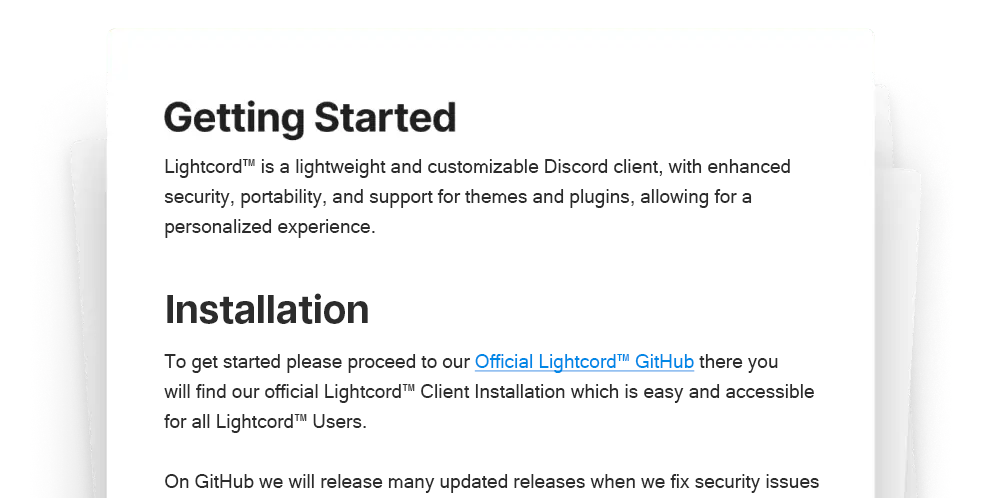 Getting Started
Lightcord™ is a lightweight and customizable Discord client, with enhanced
security, portability, and support for themes and plugins, allowing for a
personalized experience.
Installation
To get started please proceed to our Official Lightcord™ GitHub there you
will find our official Lightcord™ Client Installation which is easy and accessible
for all Lightcord™ Users.
On GitHub we will release many updated releases when we fix security issues